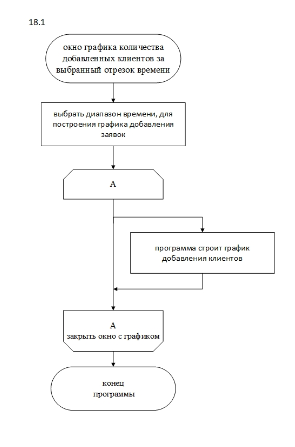 18.1
окно графика количества
добавленных клиентов за
выбранный отрезок времени
выбрать диапазон времени, для
построения графика добавления
заявок
А
программа строит график
добавления клиентов
А
закрыть окно с графиком
конец
программы